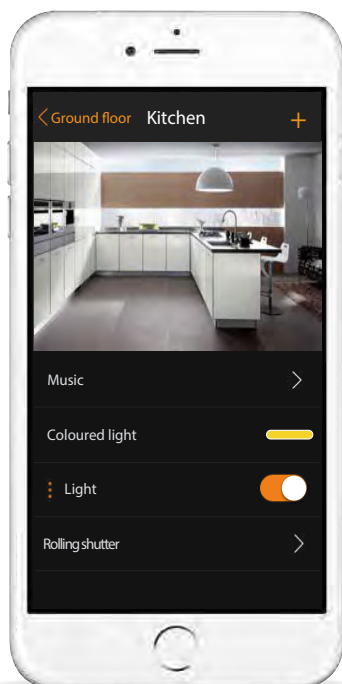 Ground floor Kitchen +
Music
Coloured light
Light
Rolling shutter